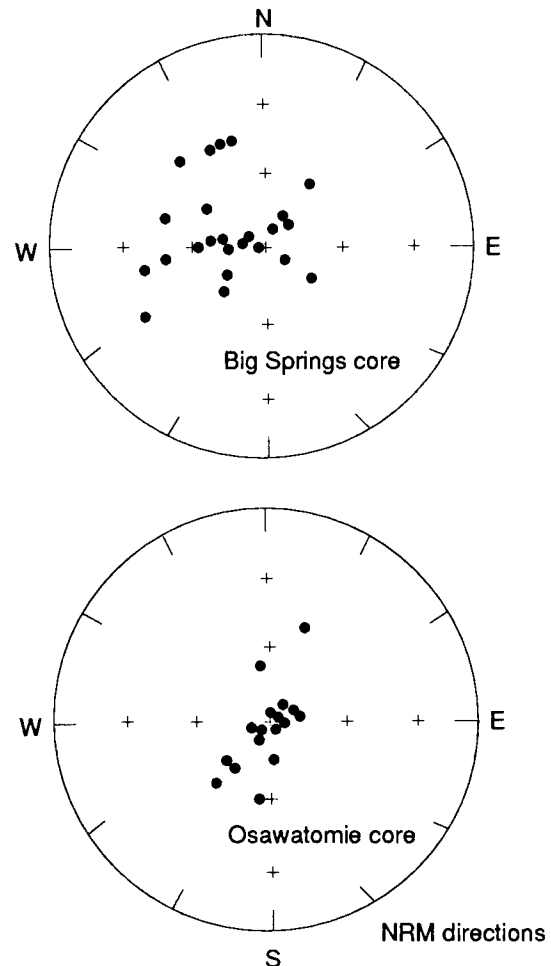 N
W E
Big Springs core
W E
Osawatomie core
NRM directions
S